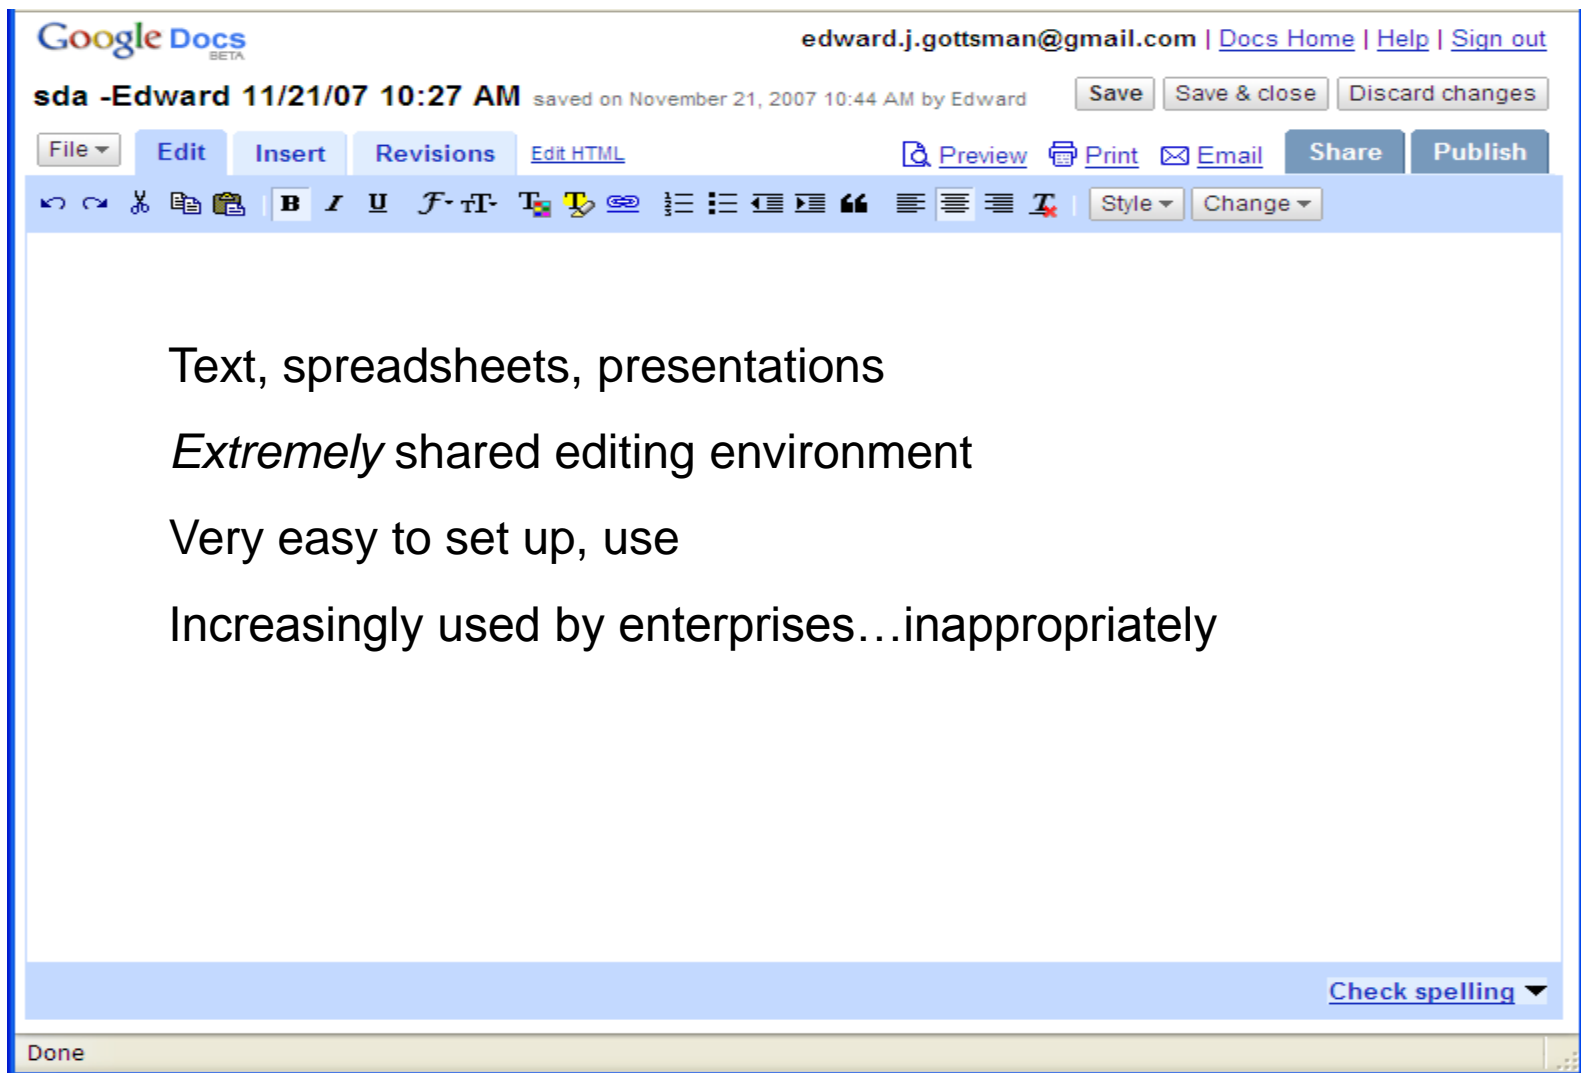 Google Docs BETA
edward.j.gottsman@gmail.com | Docs Home | Help | Sign out
sda -Edward 11/21/07 10:27 AM saved on November 21, 2007 10:44 AM by Edward Save Save & close Discard changes
File Edit Insert Revisions Edit HTML Preview Print Email Share Publish
B I U Style Change
Text, spreadsheets, presentations
Extremely shared editing environment
Very easy to set up, use
Increasingly used by enterprises…inappropriately
Check spelling
Done